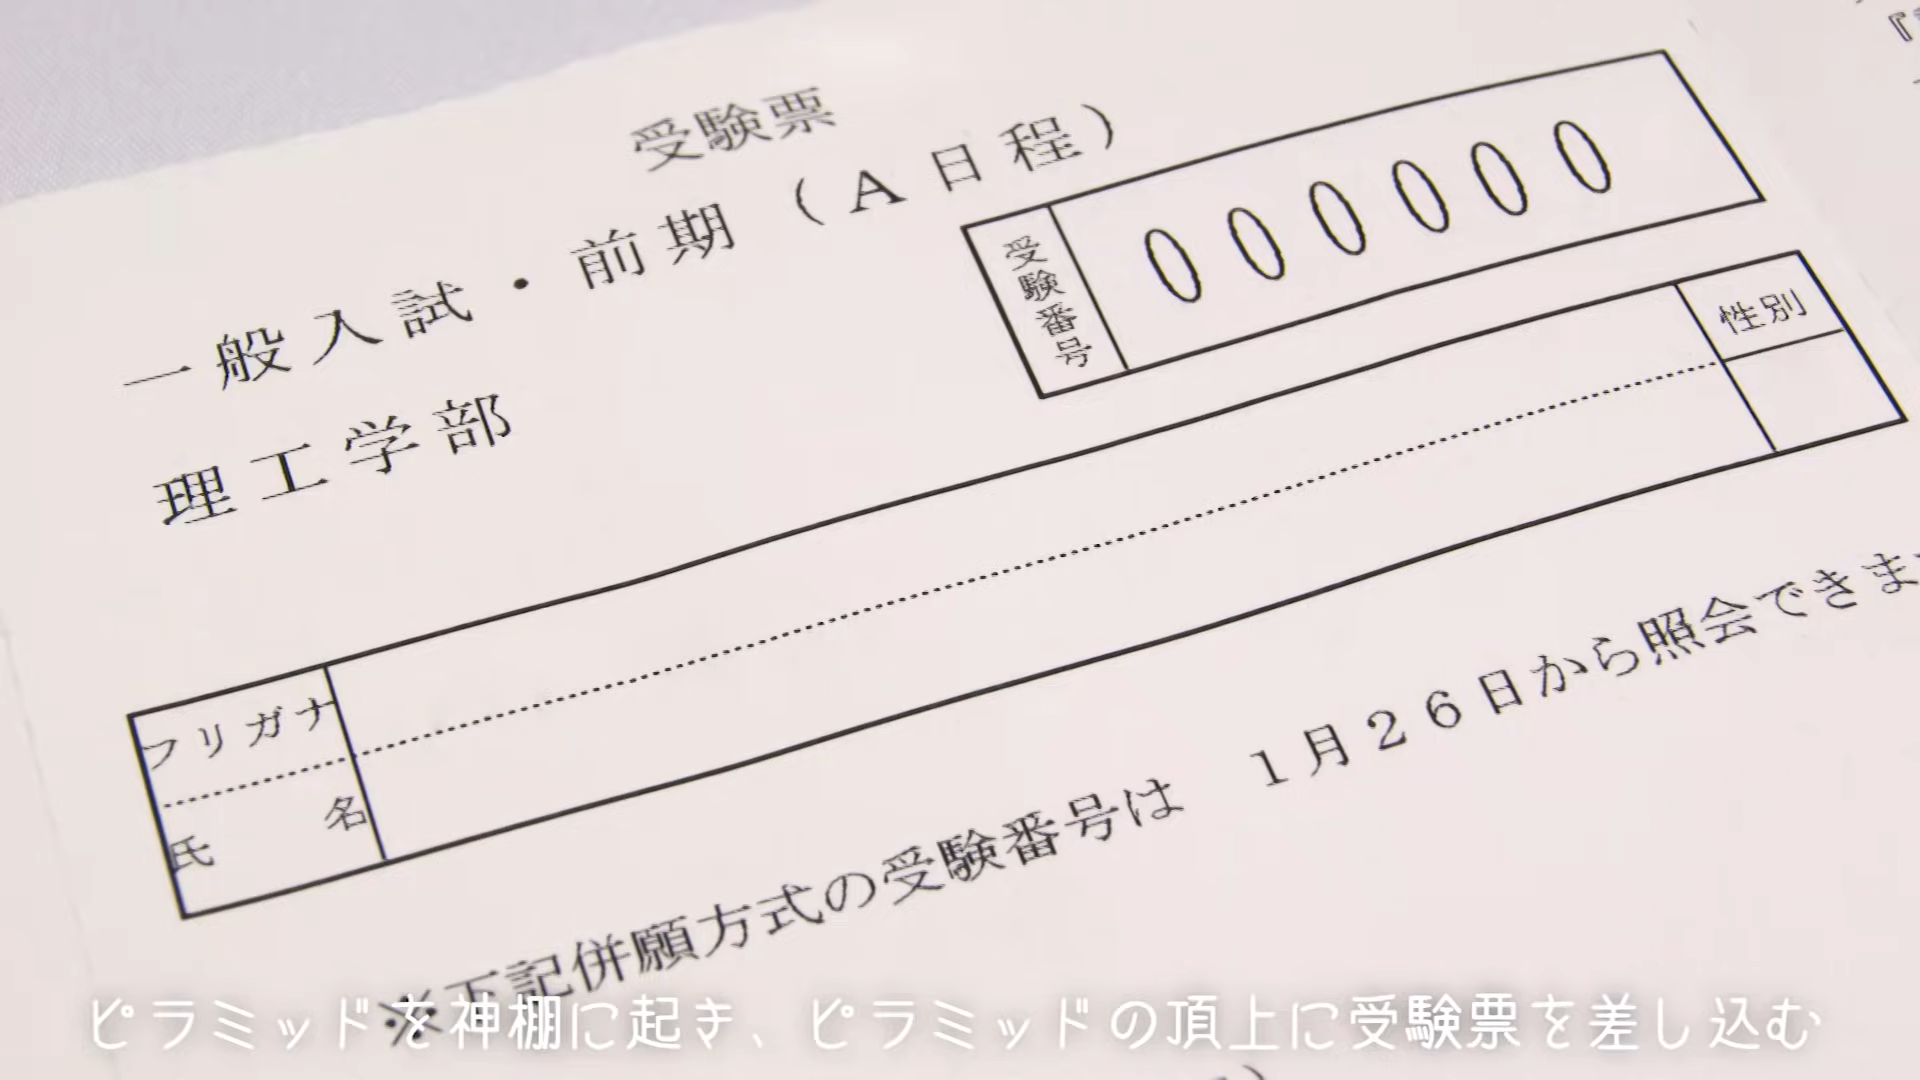 受験票
一般入試・前期（A日程）
理工学部
受験番号
000000
性別
フリガナ
氏 名
※下記併願方式の受験番号は 1月26日から照会できま
ピラミッドを神棚に起き、ピラミッドの頂上に受験票を差し込む